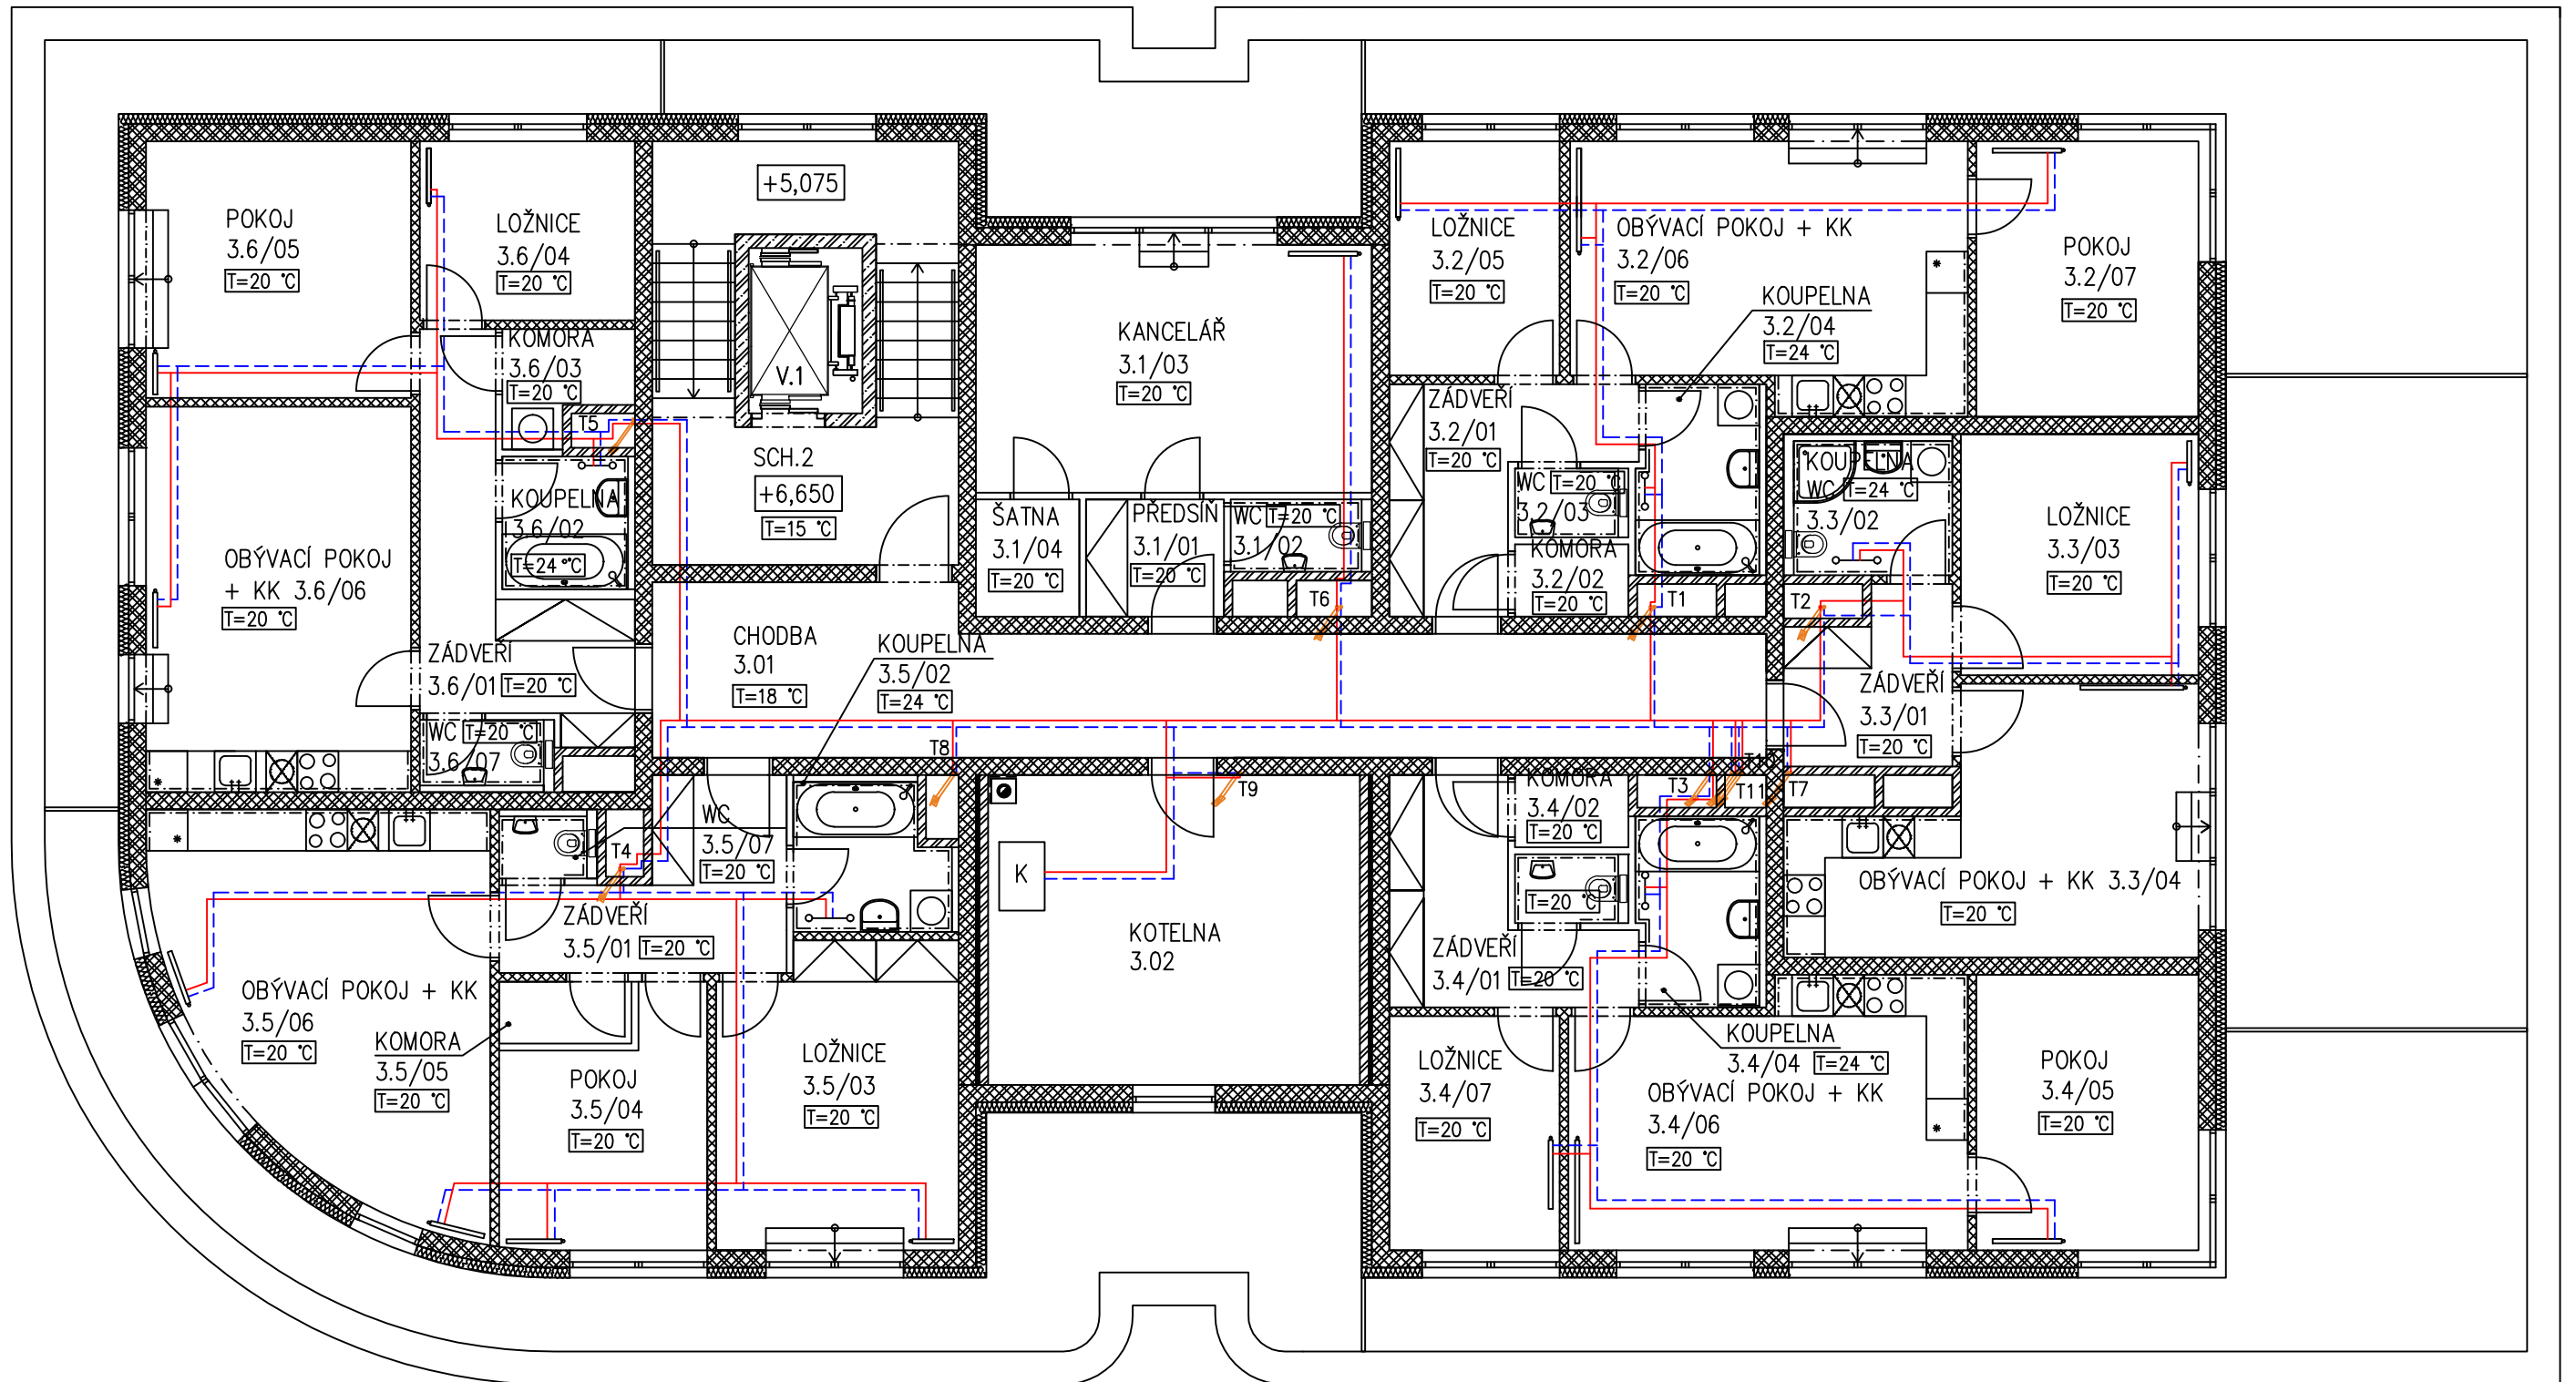 POKOJ
3.6/05
T=20 °C
LOŽNICE
3.6/04
T=20 °C
KOMORA
3.6/03
T=20 °C
T5
KOUPELNA
3.6/02
T=24 °C
OBÝVACÍ POKOJ
+ KK 3.6/06
T=20 °C
ZÁDVEŘÍ
3.6/01 T=20 °C
WC T=20 °C
3.6/07
+5,075
V.1
SCH.2
+6,650
T=15 °C
CHODBA
3.01
T=18 °C
KOUPELNA
3.5/02
T=24 °C
KANCELÁŘ
3.1/03
T=20 °C
ŠATNA
3.1/04
T=20 °C
PŘEDSÍŇ
3.1/01
T=20 °C
WC T=20 °C
3.1/02
T6
LOŽNICE
3.2/05
T=20 °C
OBÝVACÍ POKOJ + KK
3.2/06
T=20 °C
KOUPELNA
3.2/04
T=24 °C
POKOJ
3.2/07
T=20 °C
ZÁDVEŘÍ
3.2/01
T=20 °C
WC T=20 °C
3.2/03
KOMORA
3.2/02
T=20 °C
T1
KOUPELNA
WC T=24 °C
3.3/02
T2
LOŽNICE
3.3/03
T=20 °C
ZÁDVEŘÍ
3.3/01
T=20 °C
OBÝVACÍ POKOJ + KK 3.3/04
T=20 °C
T8
T9
T3
T11
T7
K
KOTELNA
3.02
WC
3.5/07
T=20 °C
T4
ZÁDVEŘÍ
3.5/01 T=20 °C
OBÝVACÍ POKOJ + KK
3.5/06
T=20 °C
KOMORA
3.5/05
T=20 °C
POKOJ
3.5/04
T=20 °C
LOŽNICE
3.5/03
T=20 °C
KOMORA
3.4/02
T=20 °C
T=20 °C
ZÁDVEŘÍ
3.4/01 T=20 °C
LOŽNICE
3.4/07
T=20 °C
KOUPELNA
3.4/04 T=24 °C
OBÝVACÍ POKOJ + KK
3.4/06
T=20 °C
POKOJ
3.4/05
T=20 °C